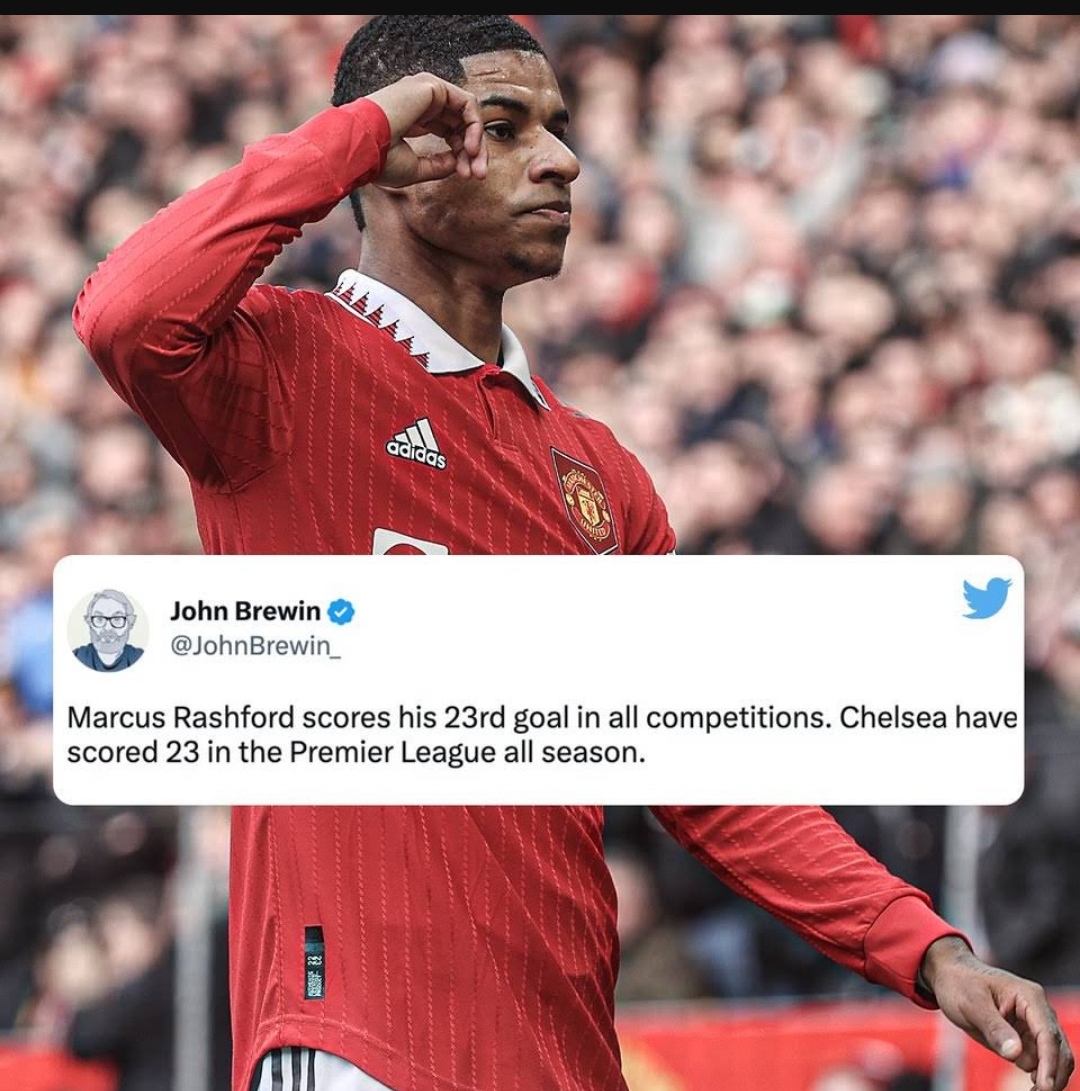 adidas
UNITED
John Brewin
@JohnBrewin_
Marcus Rashford scores his 23rd goal in all competitions. Chelsea have
scored 23 in the Premier League all season.